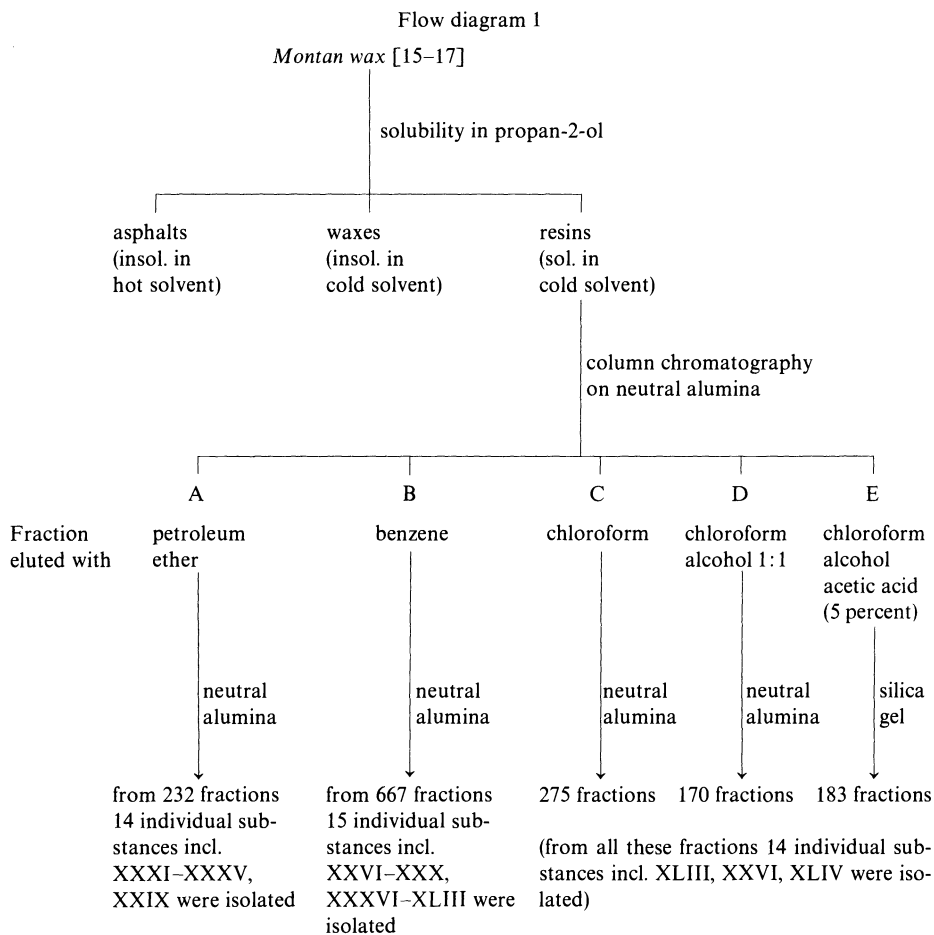 Flow diagram 1
Montan wax [15–17]
solubility in propan-2-ol
asphalts
(insol. in
hot solvent)
waxes
(insol. in
cold solvent)
resins
(sol. in
cold solvent)
column chromatography
on neutral alumina
A B C D E
Fraction
eluted with
petroleum
ether
benzene
chloroform
chloroform
alcohol 1:1
chloroform
alcohol
acetic acid
(5 percent)
neutral
alumina
neutral
alumina
neutral
alumina
neutral
alumina
silica
gel
from 232 fractions
14 individual sub-
stances incl.
XXXI–XXXV,
XXIX were isolated
from 667 fractions
15 individual sub-
stances incl.
XXVI–XXX,
XXXVI–XLIII were
isolated
275 fractions
170 fractions
183 fractions
(from all these fractions 14 individual sub-
stances incl. XLIII, XXVI, XLIV were iso-
lated)